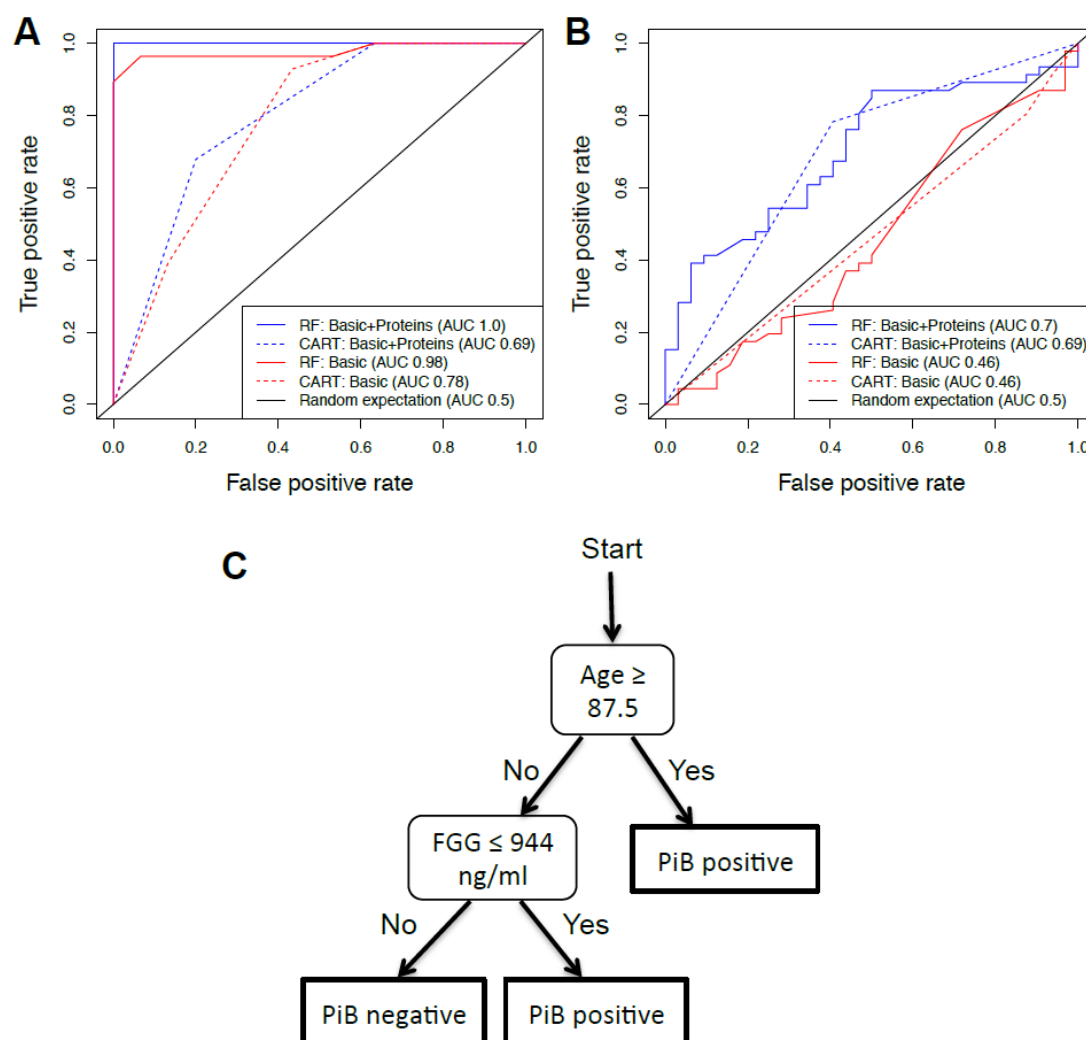 A
True positive rate
1.0
0.8
0.6
0.4
0.2
0.0
RF: Basic+Proteins (AUC 1.0)
CART: Basic+Proteins (AUC 0.69)
RF: Basic (AUC 0.98)
CART: Basic (AUC 0.78)
Random expectation (AUC 0.5)
0.0 0.2 0.4 0.6 0.8 1.0
False positive rate
B
True positive rate
1.0
0.8
0.6
0.4
0.2
0.0
RF: Basic+Proteins (AUC 0.7)
CART: Basic+Proteins (AUC 0.69)
RF: Basic (AUC 0.46)
CART: Basic (AUC 0.46)
Random expectation (AUC 0.5)
0.0 0.2 0.4 0.6 0.8 1.0
False positive rate
C
Start
Age ≥
87.5
No
Yes
FGG ≤ 944
ng/ml
PiB positive
No
Yes
PiB negative
PiB positive